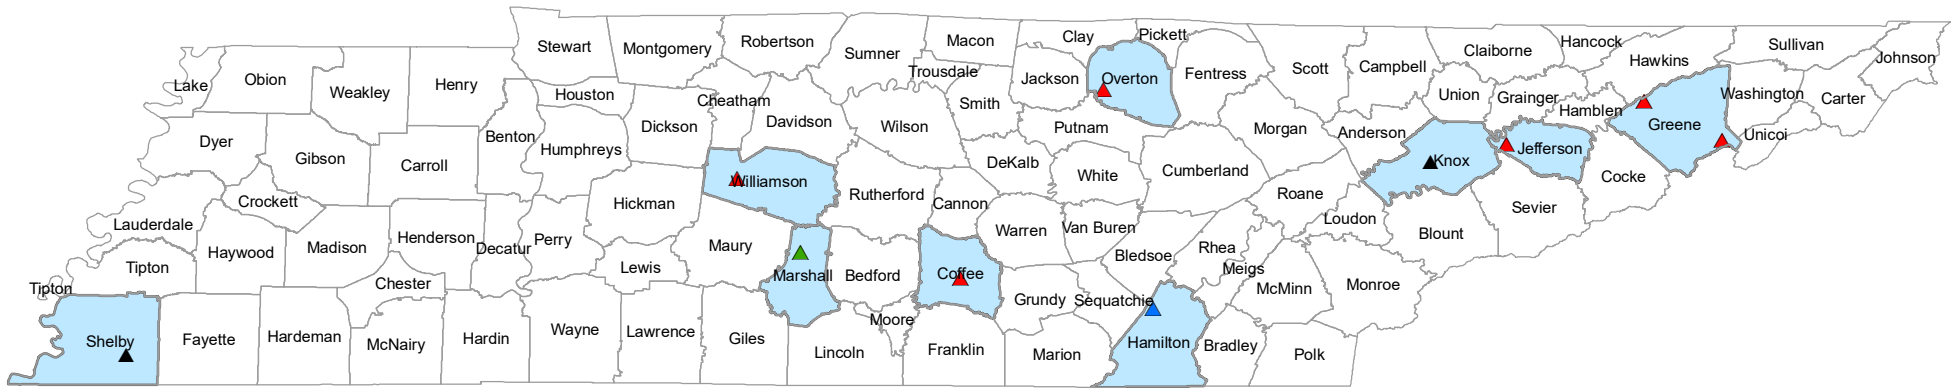 Stewart
Montgomery
Robertson
Sumner
Macon
Clay
Pickett
Trousdale
Jackson
Overton
Fentress
Scott
Campbell
Claiborne
Hancock
Hawkins
Sullivan
Johnson
Lake
Obion
Weakley
Henry
Houston
Cheatham
Smith
Union
Grainger
Hamblen
Washington
Carter
Dyer
Gibson
Carroll
Benton
Humphreys
Dickson
Davidson
Wilson
Putnam
Morgan
Anderson
Greene
Unicoi
Crockett
Williamson
DeKalb
White
Cumberland
Knox
Jefferson
Cocke
Lauderdale
Haywood
Madison
Henderson
Decatur
Perry
Hickman
Maury
Rutherford
Cannon
Warren
Van Buren
Roane
Loudon
Blount
Sevier
Tipton
Tipton
Chester
Lewis
Marshall
Bedford
Coffee
Grundy
Sequatchie
Bledsoe
Rhea
Meigs
McMinn
Monroe
Shelby
Fayette
Hardeman
McNairy
Hardin
Wayne
Lawrence
Giles
Lincoln
Moore
Franklin
Marion
Hamilton
Bradley
Polk